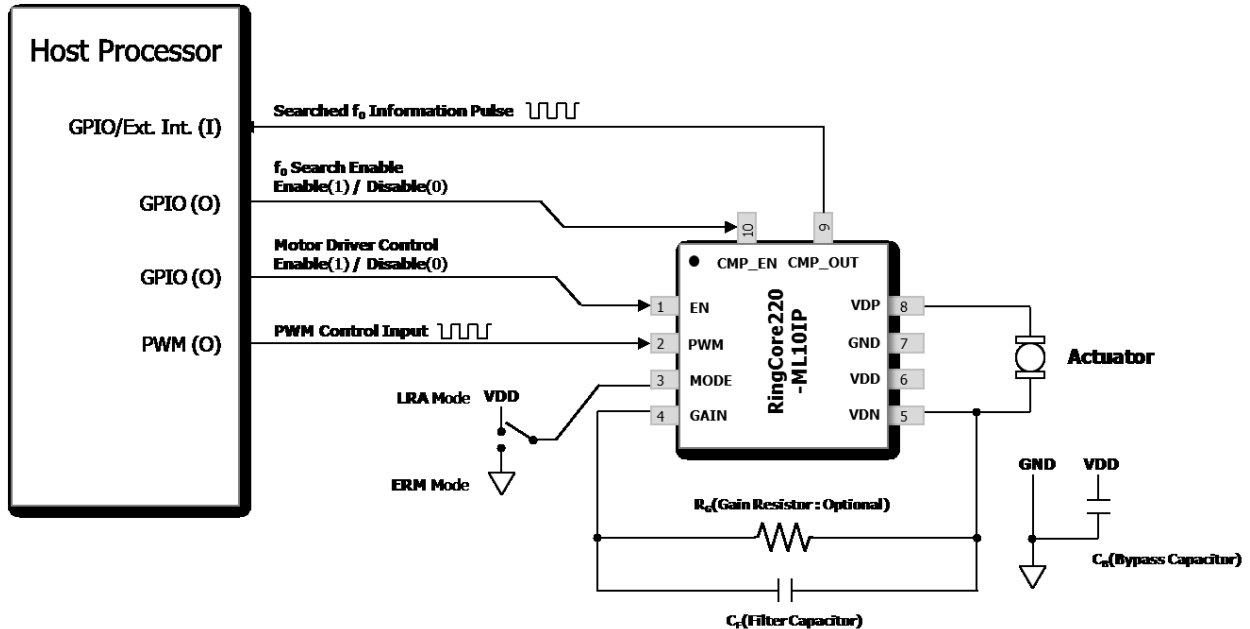 Host Processor
Searched f₀ Information Pulse
GPIO/Ext. Int. (I)
f₀ Search Enable
Enable(1) / Disable(0)
GPIO (O)
Motor Driver Control
Enable(1) / Disable(0)
GPIO (O)
PWM Control Input
PWM (O)
10
9
CMP_EN
CMP_OUT
1
EN
2
PWM
3
MODE
4
GAIN
RingCore220
-ML10IP
VDP
8
GND
7
VDD
6
VDN
5
Actuator
LRA Mode
VDD
ERM Mode
GND
VDD
R_G(Gain Resistor : Optional)
C_B(Bypass Capacitor)
C_F(Filter Capacitor)